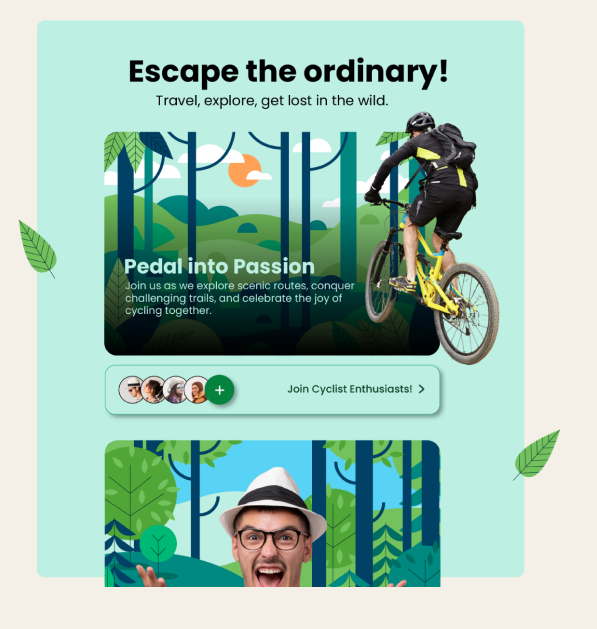 Escape the ordinary!
Travel, explore, get lost in the wild.
Pedal into Passion
Join us as we explore scenic routes, conquer
challenging trails, and celebrate the joy of
cycling together.
+
Join Cyclist Enthusiasts! >